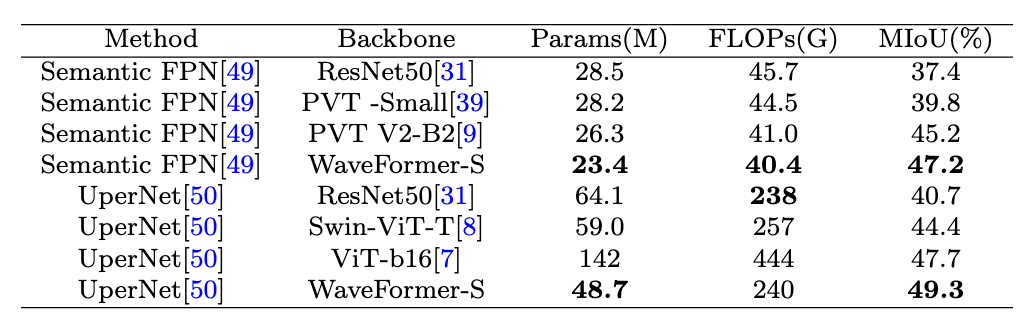 Method Backbone Params(M) FLOPs(G) MIoU(%)
Semantic FPN[49] ResNet50[31] 28.5 45.7 37.4
Semantic FPN[49] PVT -Small[39] 28.2 44.5 39.8
Semantic FPN[49] PVT V2-B2[9] 26.3 41.0 45.2
Semantic FPN[49] WaveFormer-S 23.4 40.4 47.2
UperNet[50] ResNet50[31] 64.1 238 40.7
UperNet[50] Swin-ViT-T[8] 59.0 257 44.4
UperNet[50] ViT-b16[7] 142 444 47.7
UperNet[50] WaveFormer-S 48.7 240 49.3